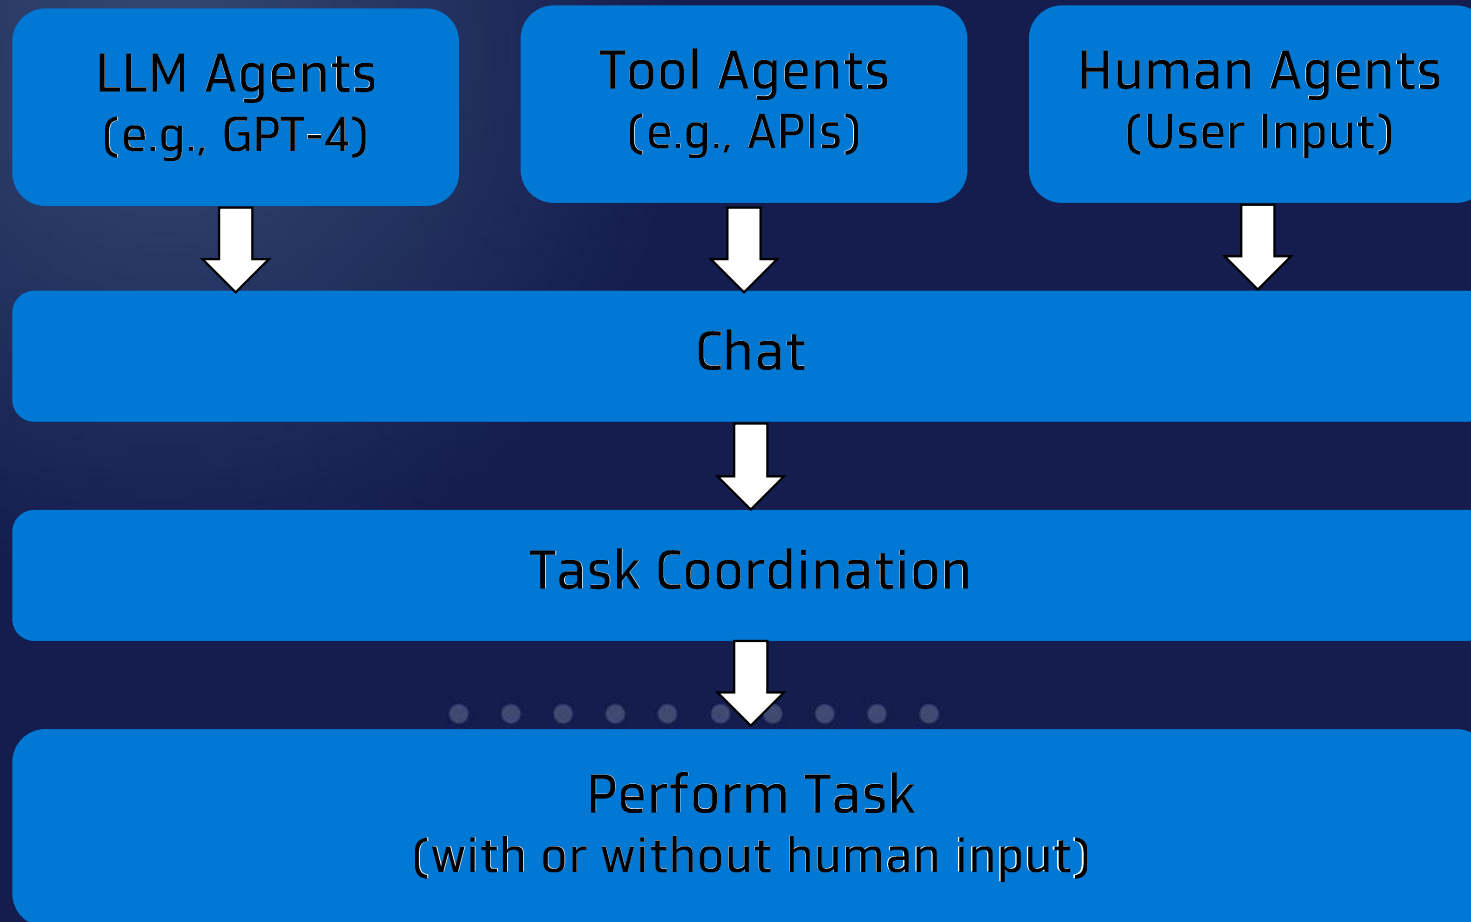 LLM Agents
(e.g., GPT-4)
Tool Agents
(e.g., APIs)
Human Agents
(User Input)
Chat
Task Coordination
Perform Task
(with or without human input)